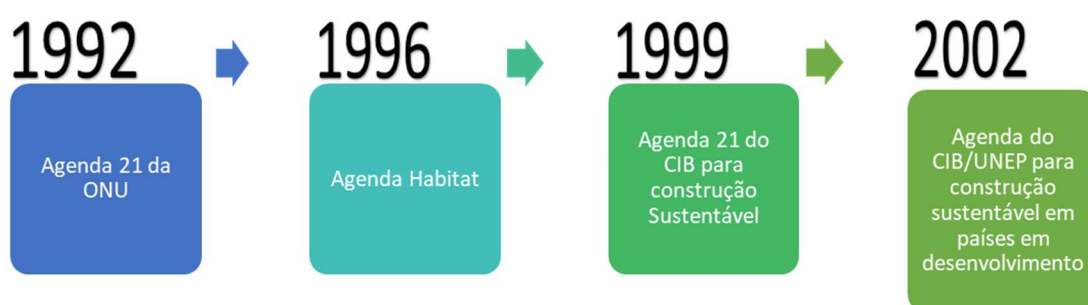 1992
Agenda 21 da
ONU
1996
Agenda Habitat
1999
Agenda 21 do
CIB para
construção
Sustentável
2002
Agenda do
CIB/UNEP para
construção
sustentável em
países em
desenvolvimento